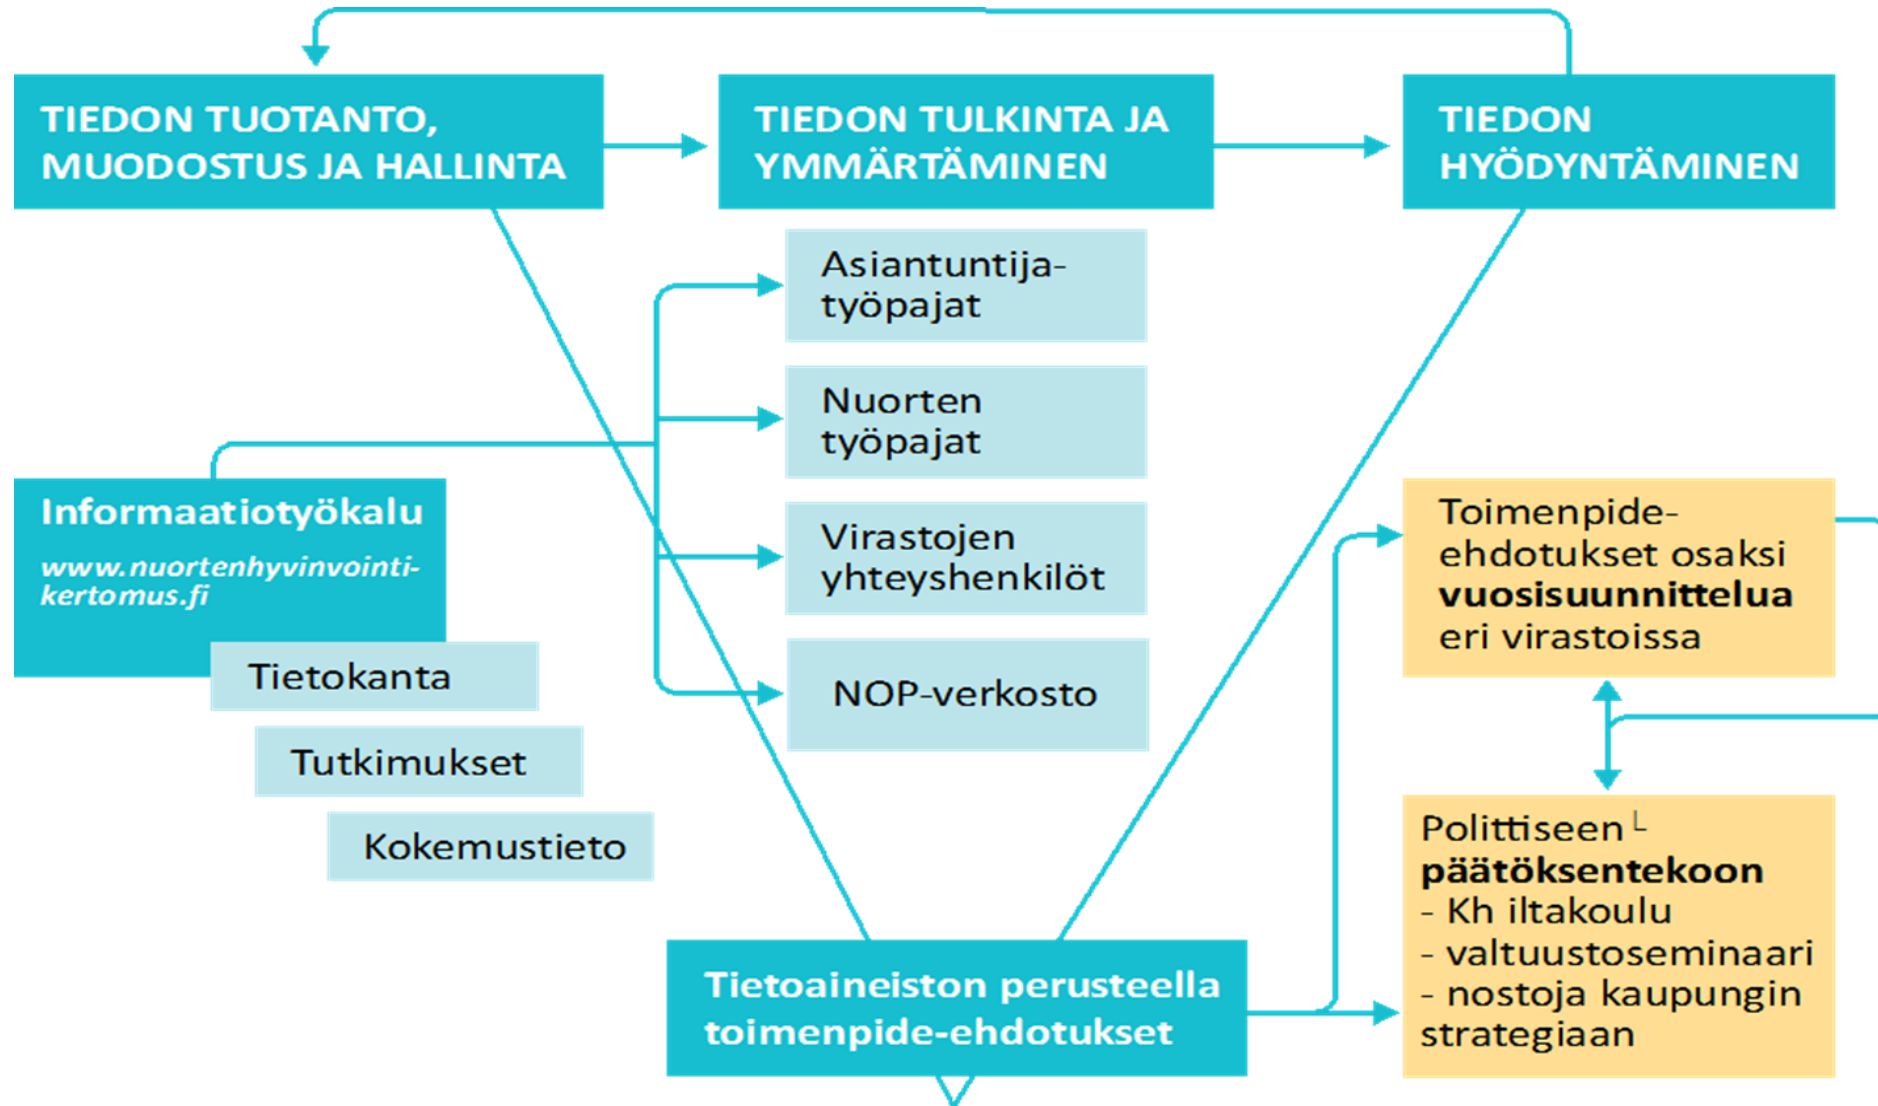 TIEDON TUOTANTO,
MUODOSTUS JA HALLINTA
TIEDON TULKINTA JA
YMMÄRTÄMINEN
TIEDON
HYÖDYNTÄMINEN
Asiantuntija-
työpajat
Nuorten
työpajat
Virastojen
yhteyshenkilöt
NOP-verkosto
Informaatiotyökalu
www.nuortenhyvinvointi-
kertomus.fi
Tietokanta
Tutkimukset
Kokemustieto
Toimenpide-
ehdotukset osaksi
vuosisuunnittelua
eri virastoissa
Poliittiseen
päätöksentekoon
- Kh iltakoulu
- valtuustoseminaari
- nostoja kaupungin
strategiaan
Tietoaineiston perusteella
toimenpide-ehdotukset